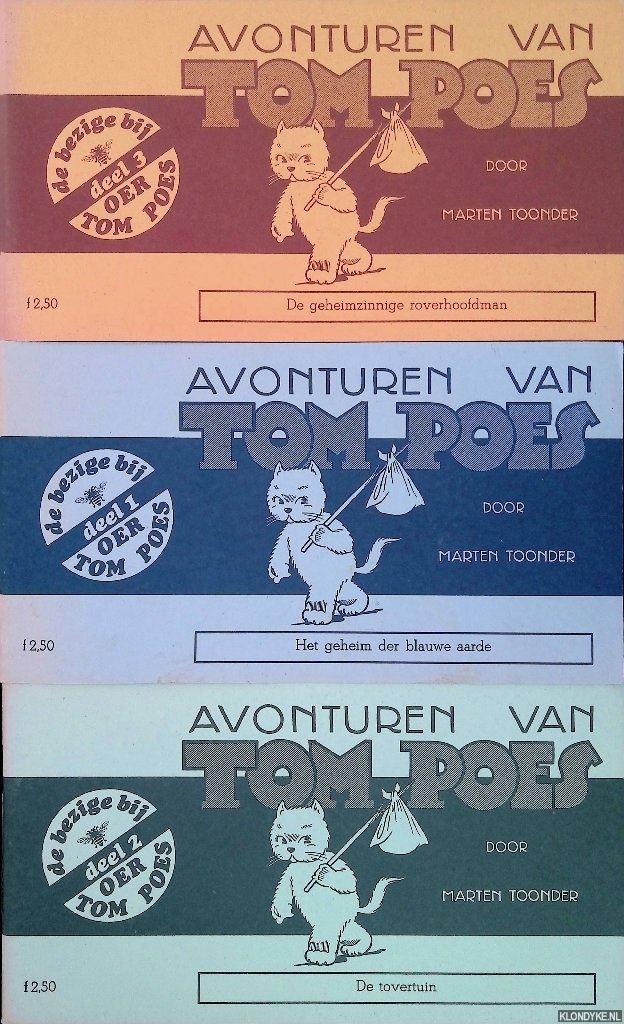 AVONTUREN VAN
TOM POES
de bezige bij
deel 3
OER
TOM POES
DOOR
MARTEN TOONDER
f 2,50
De geheimzinnige roverhoofdman
AVONTUREN VAN
TOM POES
de bezige bij
deel 1
OER
TOM POES
DOOR
MARTEN TOONDER
f 2,50
Het geheim der blauwe aarde
AVONTUREN VAN
TOM POES
de bezige bij
deel 2
OER
TOM POES
DOOR
MARTEN TOONDER
f 2,50
De tovertuin
KLONDYKE.NL